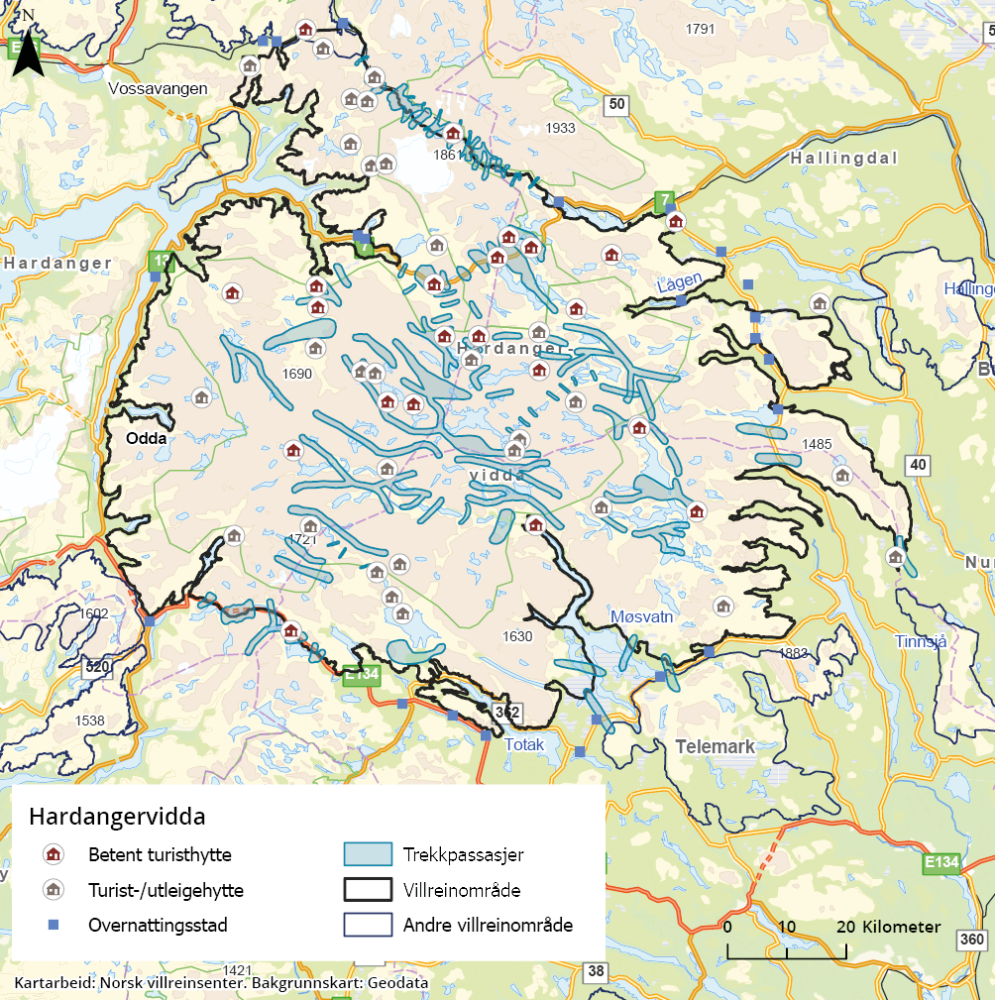 N
1791
E
Vossavangen
50
1933
1861
Hallingdal
7
Hardanger
13
7
Lågen
Halling
Hardanger-
1690
B
Odda
1485
vidda
40
1721
Nu
1602
1630
Møsvatn
Tinnsjå
520
1883
E134
362
1538
Totak
Telemark
Hardangervidda
Betent turisthytte
Trekkpassasjer
Turist-/utleigehytte
Villreinområde
E134
Overnattingsstad
Andre villreinområde
0 10 20 Kilometer
360
1421
38
Kartarbeid: Norsk villreinsenter. Bakgrunnskart: Geodata